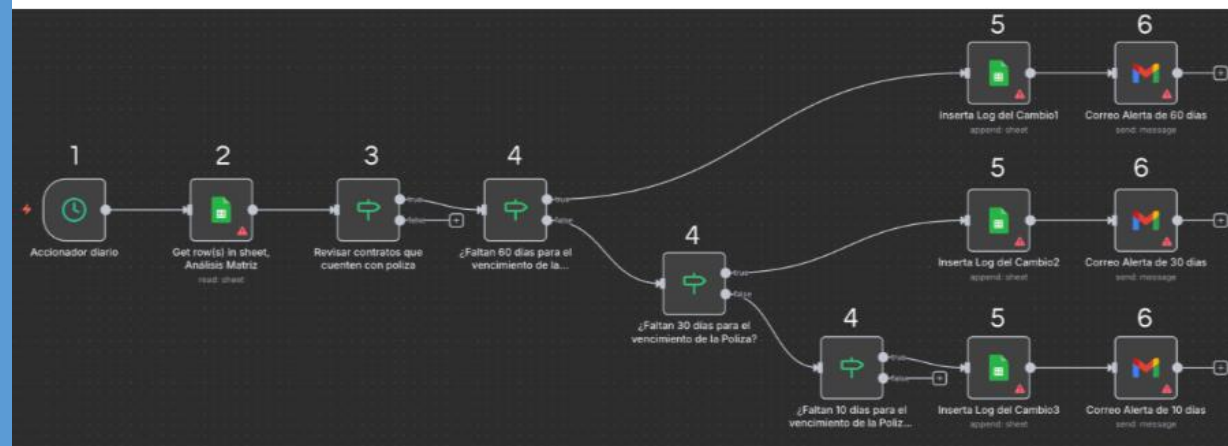 5
6
Inserta Log del Cambio1
append: sheet
Correo Alerta de 60 dias
send: message
1
2
3
4
true
false
true
false
Accionador diario
Get row(s) in sheet,
Análisis Matriz
read: sheet
Revisar contratos que
cuenten con poliza
¿Faltan 60 días para el
vencimiento de la...
4
5
6
true
false
¿Faltan 30 días para el
vencimiento de la Poliza?
Inserta Log del Cambio2
append: sheet
Correo Alerta de 30 dias
send: message
4
5
6
true
false
¿Faltan 10 días para el
vencimiento de la Poliz...
Inserta Log del Cambio3
append: sheet
Correo Alerta de 10 dias
send: message